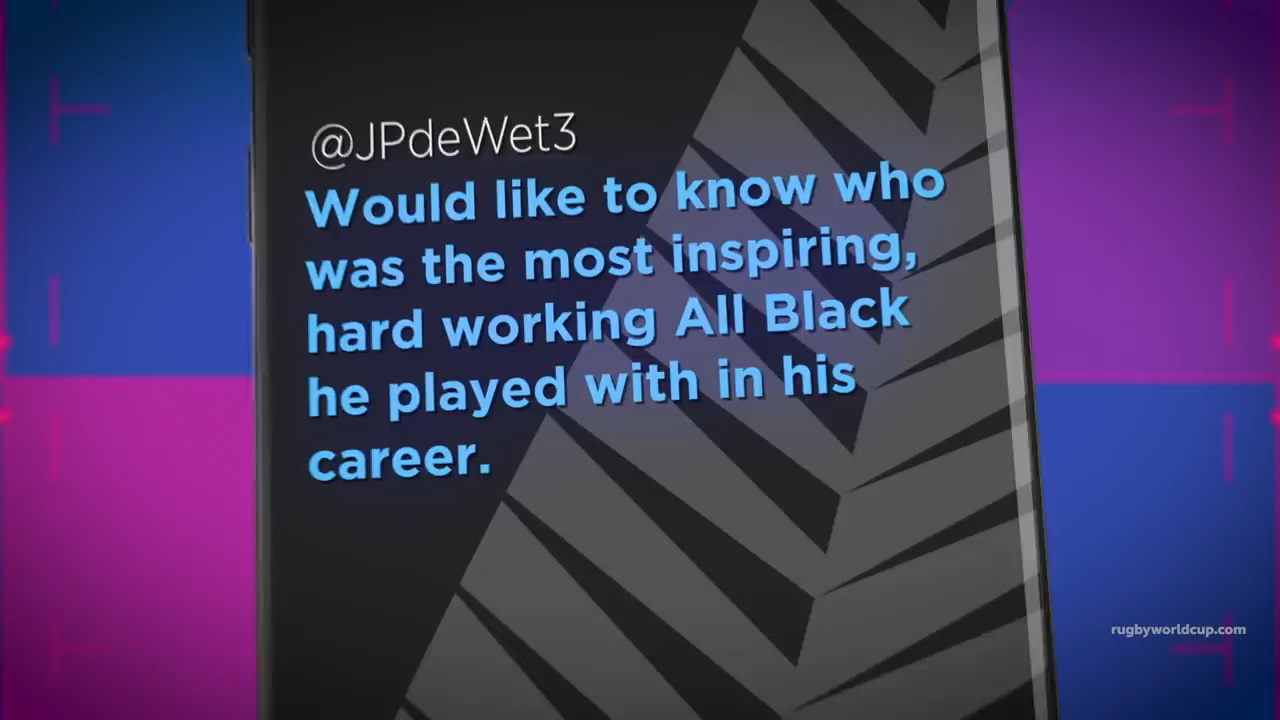 @JPdeWet3
Would like to know who
was the most inspiring,
hard working All Black
he played with in his
career.
rugbyworldcup.com